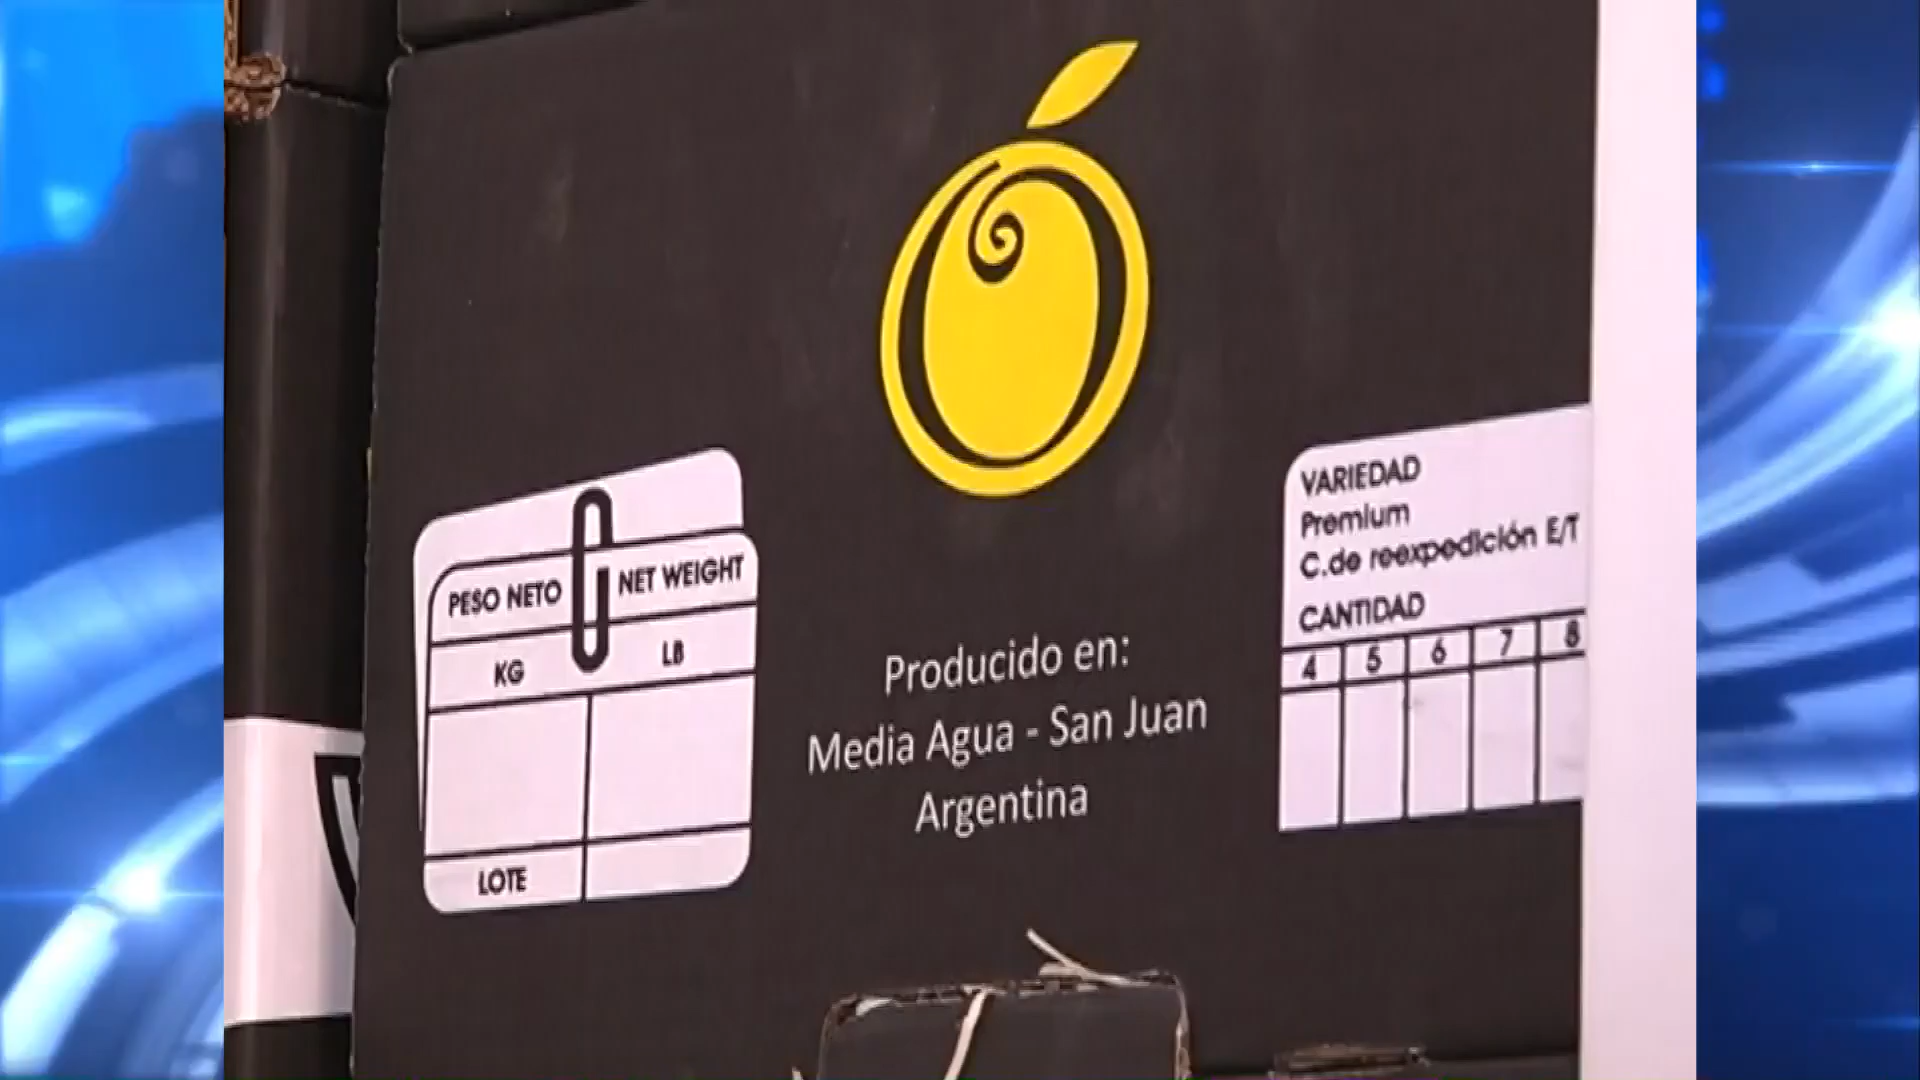 PESO NETO NET WEIGHT
KG LB
LOTE
Producido en:
Media Agua - San Juan
Argentina
VARIEDAD
Premium
C.de reexpedición E/T
CANTIDAD
4 5 6 7 8